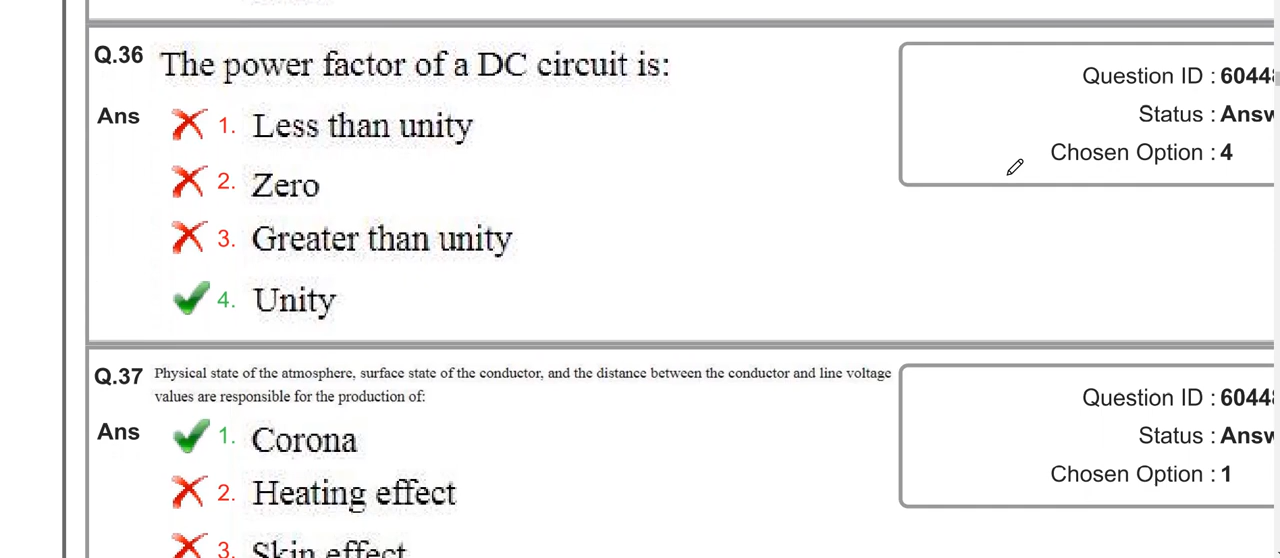 Q.36 The power factor of a DC circuit is:
Question ID : 6044
Status : Answ
Chosen Option : 4
Ans 1. Less than unity
2. Zero
3. Greater than unity
4. Unity
Q.37 Physical state of the atmosphere, surface state of the conductor, and the distance between the conductor and line voltage
values are responsible for the production of:
Question ID : 6044
Status : Answ
Chosen Option : 1
Ans 1. Corona
2. Heating effect
3. Skin effect